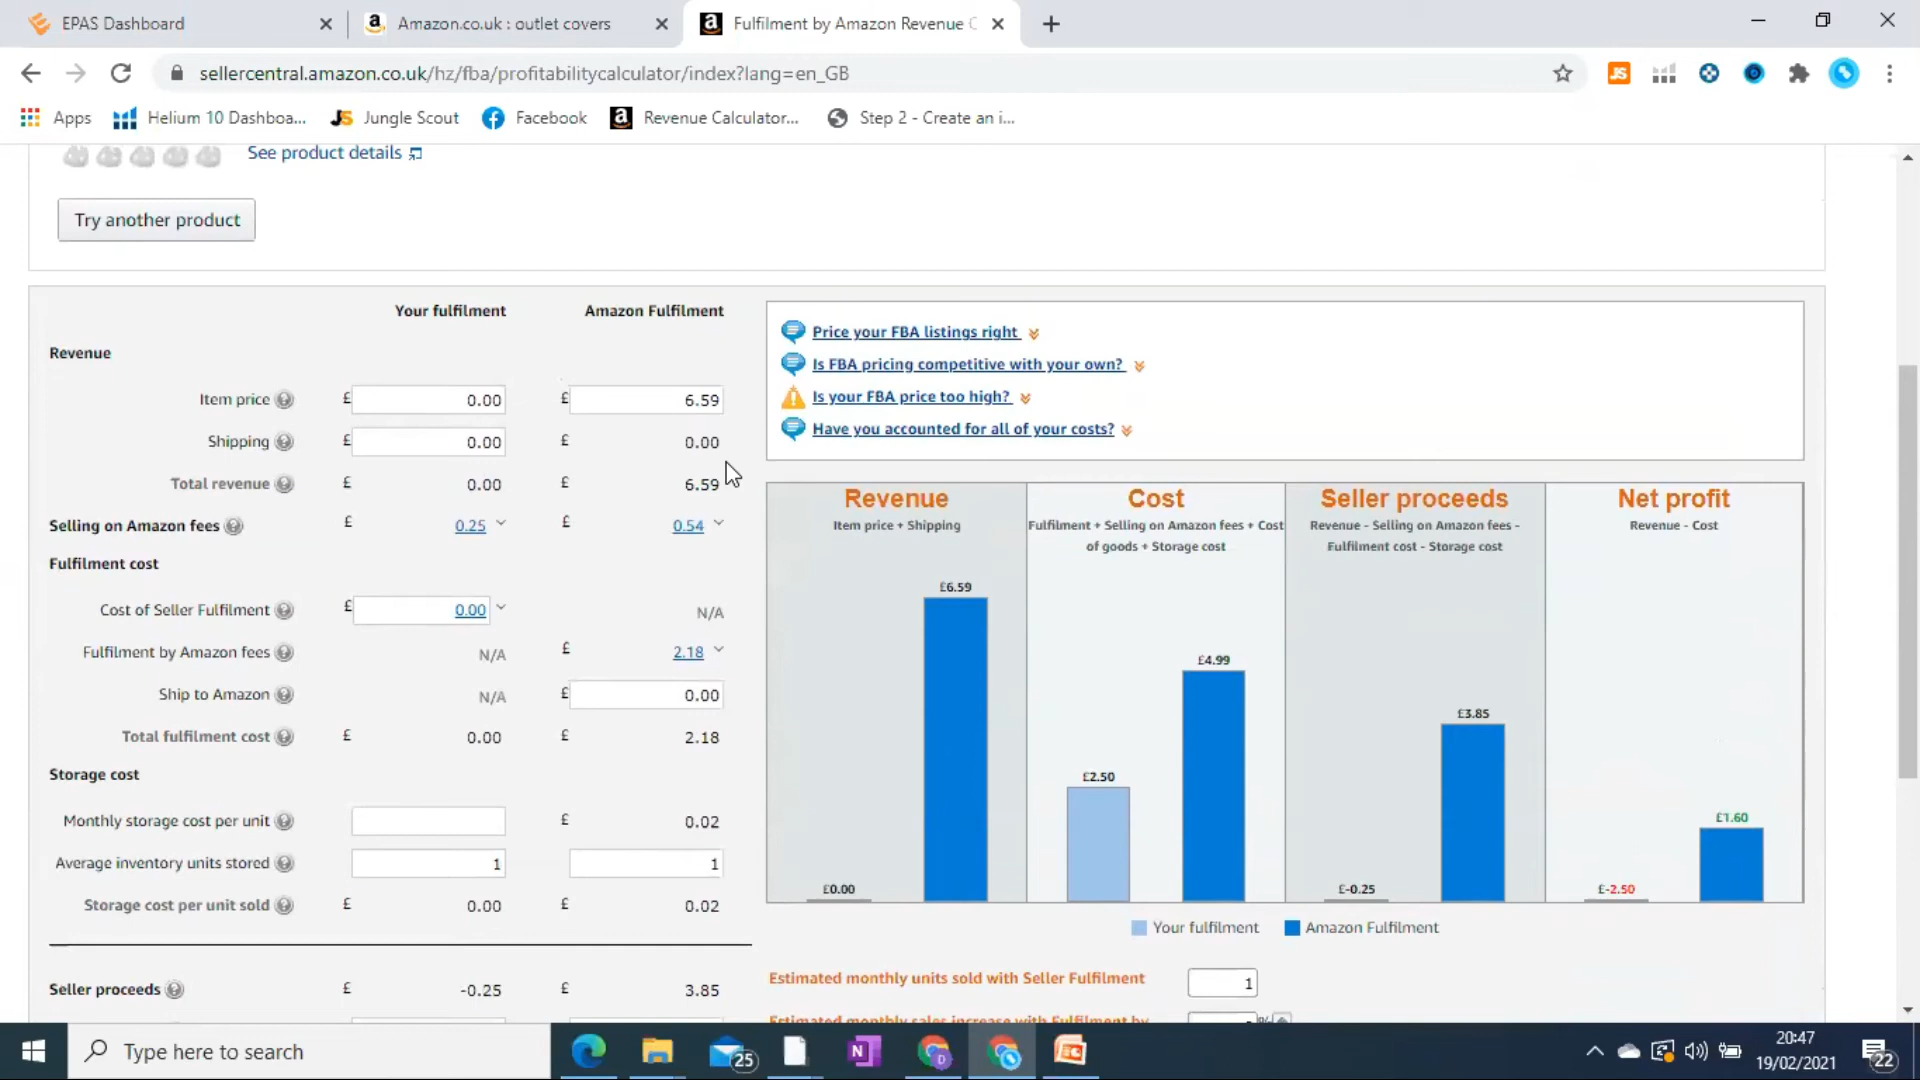 EPAS Dashboard
Amazon.co.uk : outlet covers
Fulfilment by Amazon Revenue C
sellercentral.amazon.co.uk/hz/fba/profitabilitycalculator/index?lang=en_GB
Apps
Helium 10 Dashboa...
JS Jungle Scout
Facebook
Revenue Calculator...
Step 2 - Create an i...
See product details
Try another product
Your fulfilment Amazon Fulfilment
Revenue
Item price £ 0.00 £ 6.59
Shipping £ 0.00 £ 0.00
Total revenue £ 0.00 £ 6.59
Selling on Amazon fees £ 0.25 £ 0.54
Fulfilment cost
Cost of Seller Fulfilment £ 0.00 N/A
Fulfilment by Amazon fees N/A £ 2.18
Ship to Amazon N/A £ 0.00
Total fulfilment cost £ 0.00 £ 2.18
Storage cost
Monthly storage cost per unit £ 0.02
Average inventory units stored 1 1
Storage cost per unit sold £ 0.00 £ 0.02
Seller proceeds £ -0.25 £ 3.85
Price your FBA listings right
Is FBA pricing competitive with your own?
Is your FBA price too high?
Have you accounted for all of your costs?
Revenue
Item price + Shipping
£0.00
£6.59
Cost
Fulfilment + Selling on Amazon fees + Cost
of goods + Storage cost
£2.50
£4.99
Seller proceeds
Revenue - Selling on Amazon fees -
Fulfilment cost - Storage cost
£-0.25
£3.85
Net profit
Revenue - Cost
£-2.50
£1.60
Your fulfilment
Amazon Fulfilment
Estimated monthly units sold with Seller Fulfilment 1
Estimated monthly sales increase with Fulfilment by %
Type here to search
25
20:47
19/02/2021
22